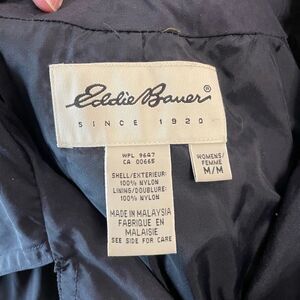 Eddie Bauer®
SINCE 1920
WPL 9647
CA 00665
SHELL/EXTERIEUR:
100% NYLON
LINING/DOUBLURE:
100% NYLON
MADE IN MALAYSIA
FABRIQUE EN
MALAISIE
SEE SIDE FOR CARE
WOMENS/
FEMME
M/M